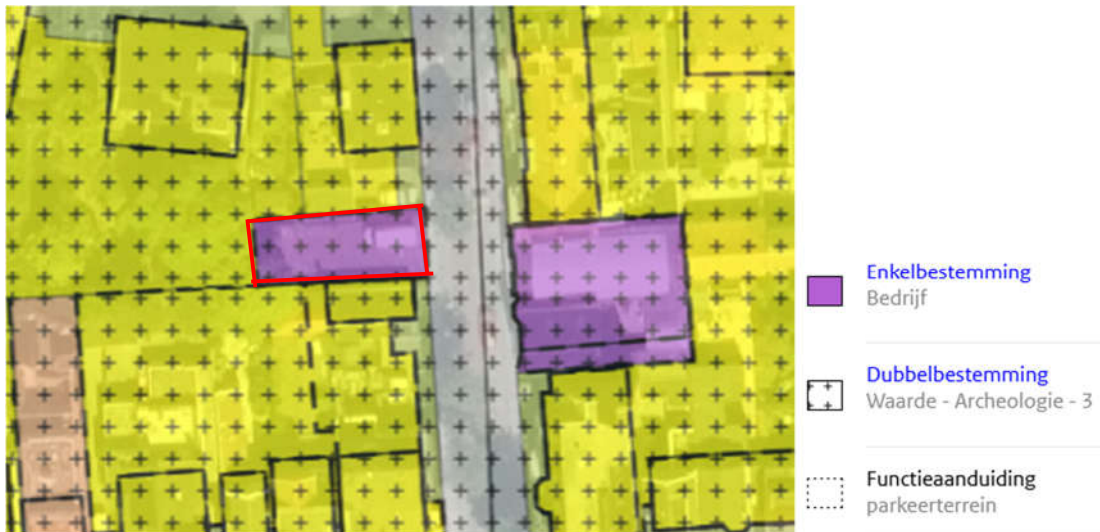 Enkelbestemming
Bedrijf
Dubbelbestemming
Waarde - Archeologie - 3
Functieaanduiding
parkeerterrein